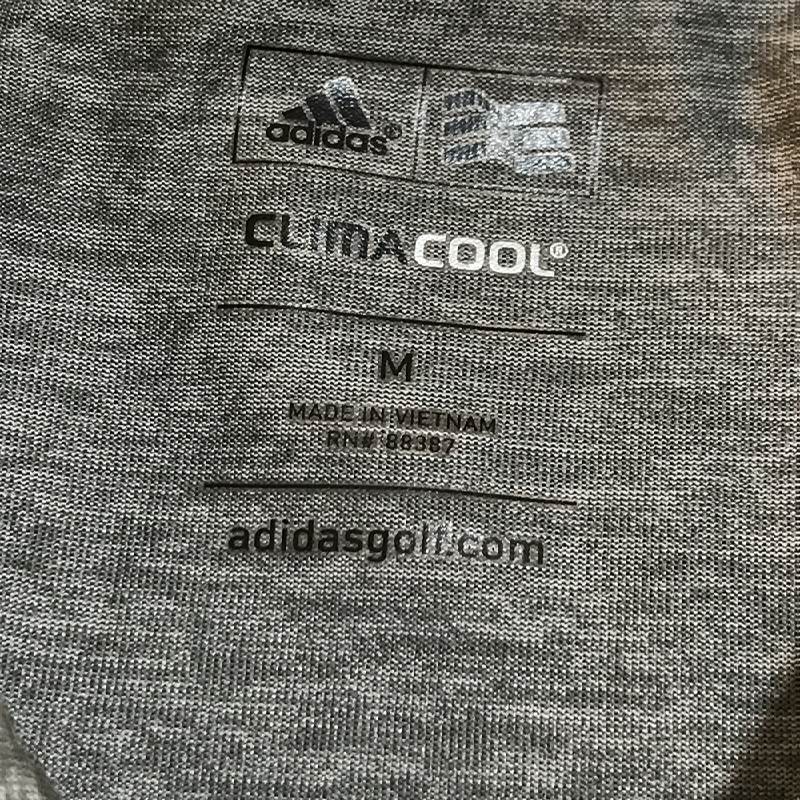 adidas®
CLIMACOOL®
M
MADE IN VIETNAM
RN# 88387
adidasgolf.com